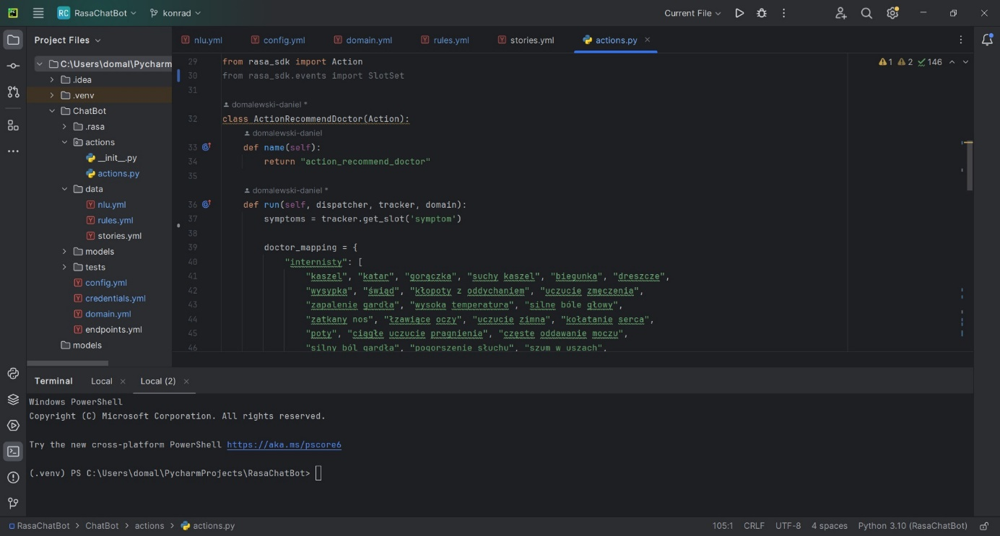 RC RasaChatBot konrad Current File
Project Files
C:\Users\domal\Pycharm
.idea
.venv
ChatBot
.rasa
actions
__init__.py
actions.py
data
nlu.yml
rules.yml
stories.yml
models
tests
config.yml
credentials.yml
domain.yml
endpoints.yml
models
nlu.yml config.yml domain.yml rules.yml stories.yml actions.py
1 2 146
29 from rasa_sdk import Action
30 from rasa_sdk.events import SlotSet
31
domalewski-daniel *
32 class ActionRecommendDoctor(Action):
domalewski-daniel
33 def name(self):
34 return "action_recommend_doctor"
35
domalewski-daniel *
36 def run(self, dispatcher, tracker, domain):
37 symptoms = tracker.get_slot('symptom')
38
39 doctor_mapping = {
40 "internisty": [
41 "kaszel", "katar", "gorączka", "suchy kaszel", "biegunka", "dreszcze",
42 "wysypka", "świąd", "kłopoty z oddychaniem", "uczucie zmęczenia",
43 "zapalenie gardła", "wysoka temperatura", "silne bóle głowy",
44 "zatkany nos", "łzawiące oczy", "uczucie zimna", "kołatanie serca",
45 "poty", "ciągłe uczucie pragnienia", "częste oddawanie moczu",
46 "silny ból gardła", "pogorszenie słuchu", "szum w uszach",
Terminal Local Local (2)
Windows PowerShell
Copyright (C) Microsoft Corporation. All rights reserved.
Try the new cross-platform PowerShell https://aka.ms/pscore6
(.venv) PS C:\Users\domal\PycharmProjects\RasaChatBot>
RasaChatBot > ChatBot > actions > actions.py 105:1 CRLF UTF-8 4 spaces Python 3.10 (RasaChatBot)